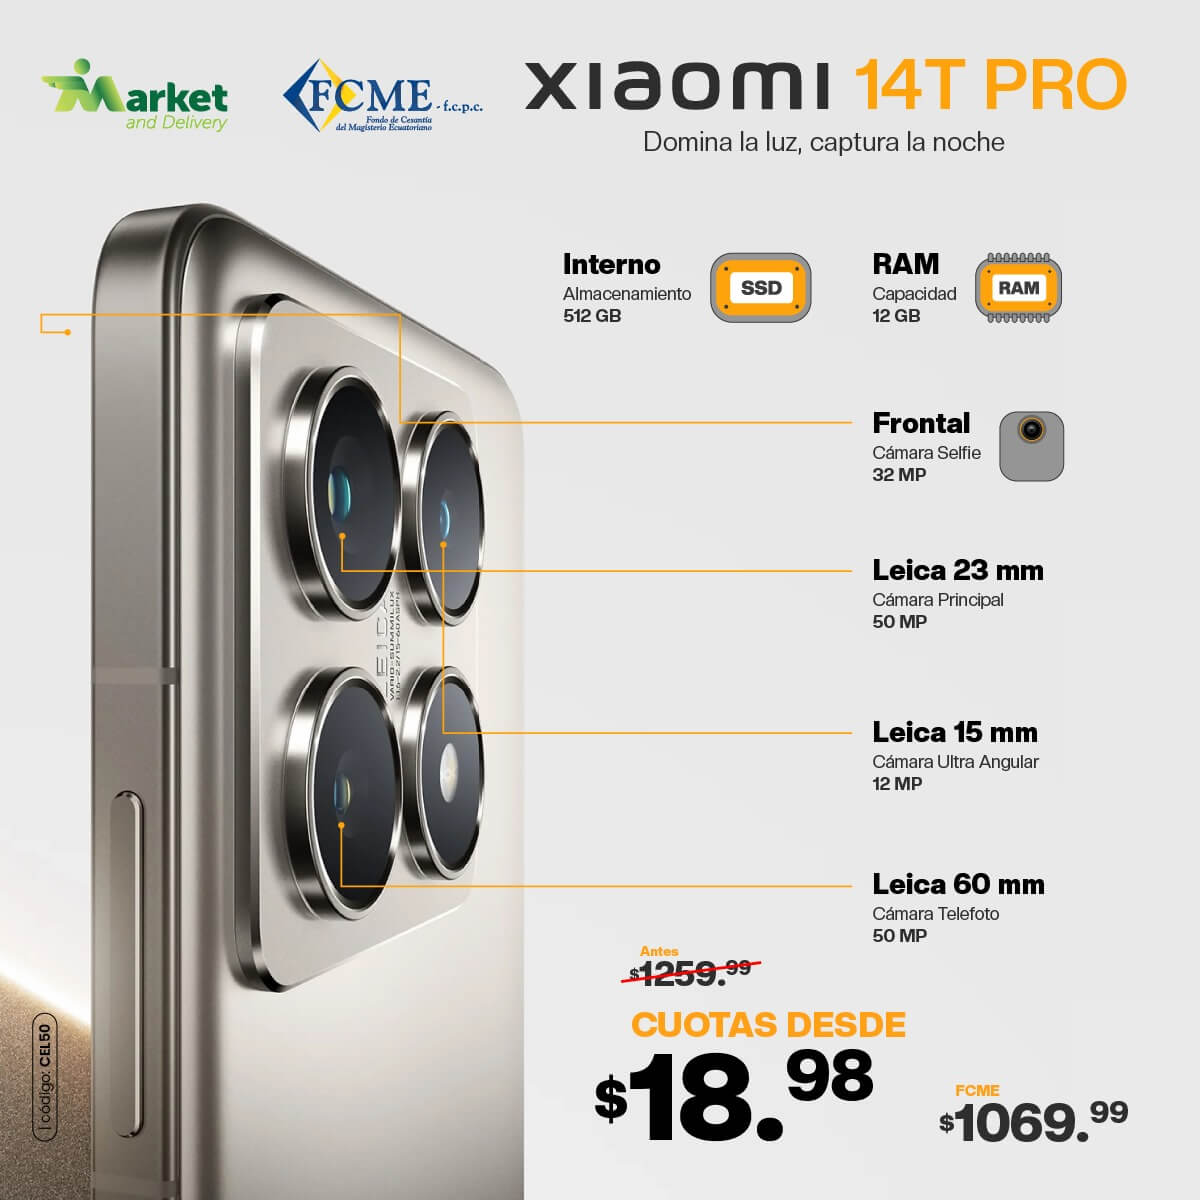 Market
and Delivery
FCME - f.c.p.c.
Fondo de Cesantía
del Magisterio Ecuatoriano
xiaomi 14T PRO
Domina la luz, captura la noche
Interno
Almacenamiento
512 GB
SSD
RAM
Capacidad
12 GB
RAM
Frontal
Cámara Selfie
32 MP
Leica 23 mm
Cámara Principal
50 MP
LEICA
VARIO-SUMMILUX
Leica 15 mm
Cámara Ultra Angular
12 MP
Leica 60 mm
Cámara Telefoto
50 MP
Antes
$1259.99
CUOTAS DESDE
$18.98
FCME
$1069.99
| código: CEL50